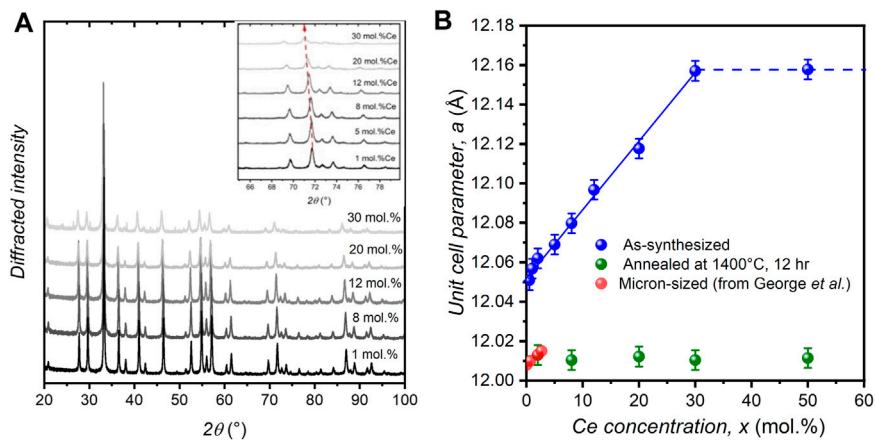 A
Diffracted intensity
30 mol.%
20 mol.%
12 mol.%
8 mol.%
1 mol.%
20 30 40 50 60 70 80 90 100
2θ (°)
30 mol.%Ce
20 mol.%Ce
12 mol.%Ce
8 mol.%Ce
5 mol.%Ce
1 mol.%Ce
66 68 70 72 74 76 78
2θ (°)
B
Unit cell parameter, a (Å)
12.18
12.16
12.14
12.12
12.10
12.08
12.06
12.04
12.02
12.00
As-synthesized
Annealed at 1400°C, 12 hr
Micron-sized (from George et al.)
0 10 20 30 40 50 60
Ce concentration, x (mol.%)